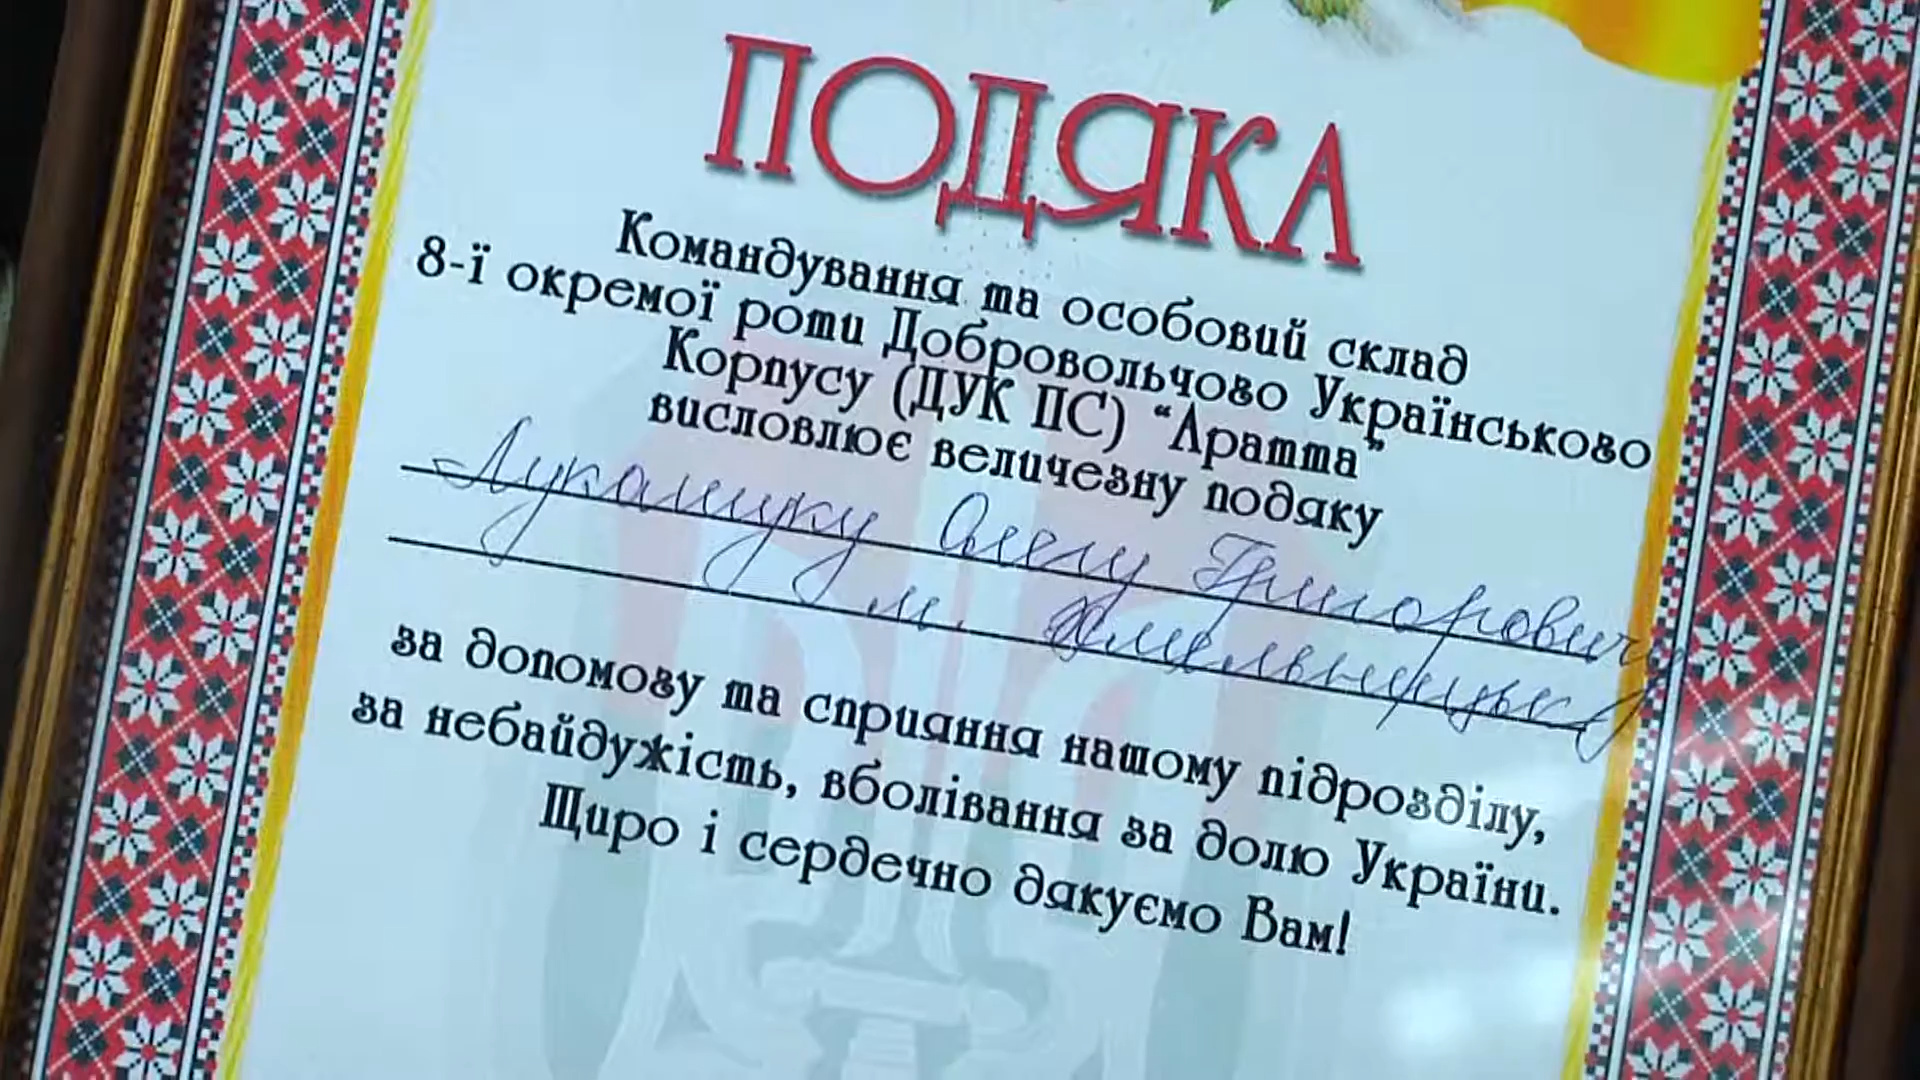 ПОДЯКА
Командування та особовий склад
8-ї окремої роти Добровольчого Українського
Корпусу (ДУК ПС) “Аратта”
висловлює величезну подяку
Лукашуку Олегу Григоровичу
м. Хмельницьк
за допомогу та сприяння нашому підрозділу,
за небайдужість, вболівання за долю України.
Щиро і сердечно дякуємо Вам!